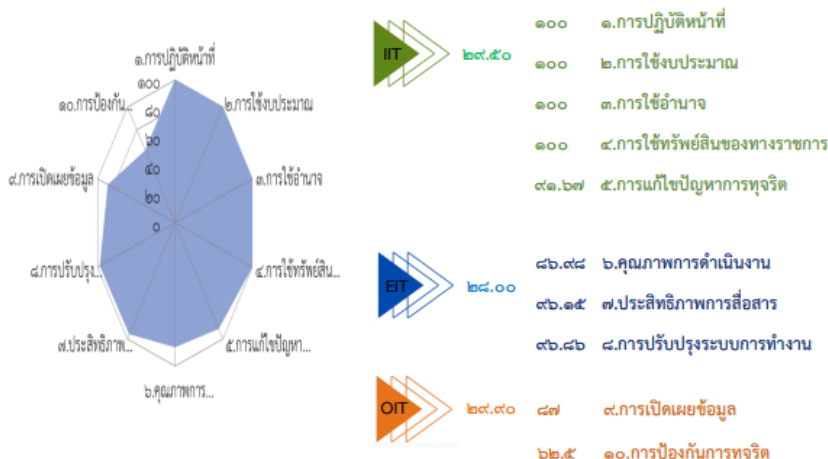 ๑.การปฏิบัติหน้าที่
๑๐๐
๘๐
๖๐
๔๐
๒๐
๐
๒.การใช้งบประมาณ
๓.การใช้อำนาจ
๔.การใช้ทรัพย์สิน...
๕.การแก้ไขปัญหา...
๖.คุณภาพการ...
๗.ประสิทธิภาพ...
๘.การปรับปรุง...
๙.การเปิดเผยข้อมูล
๑๐.การป้องกัน...
IIT ๒๙.๕๐
๑๐๐ ๑.การปฏิบัติหน้าที่
๑๐๐ ๒.การใช้งบประมาณ
๑๐๐ ๓.การใช้อำนาจ
๑๐๐ ๔.การใช้ทรัพย์สินของทางราชการ
๙๑.๖๗ ๕.การแก้ไขปัญหาการทุจริต
EIT ๒๘.๐๐
๘๖.๙๘ ๖.คุณภาพการดำเนินงาน
๙๖.๑๕ ๗.ประสิทธิภาพการสื่อสาร
๙๖.๘๖ ๘.การปรับปรุงระบบการทำงาน
OIT ๒๙.๙๐
๘๗ ๙.การเปิดเผยข้อมูล
๖๒.๕ ๑๐.การป้องกันการทุจริต